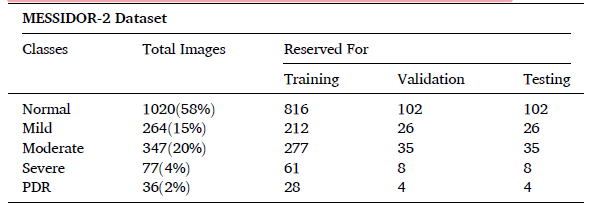 MESSIDOR-2 Dataset
Classes Total Images Reserved For
Training Validation Testing
Normal 1020(58%) 816 102 102
Mild 264(15%) 212 26 26
Moderate 347(20%) 277 35 35
Severe 77(4%) 61 8 8
PDR 36(2%) 28 4 4